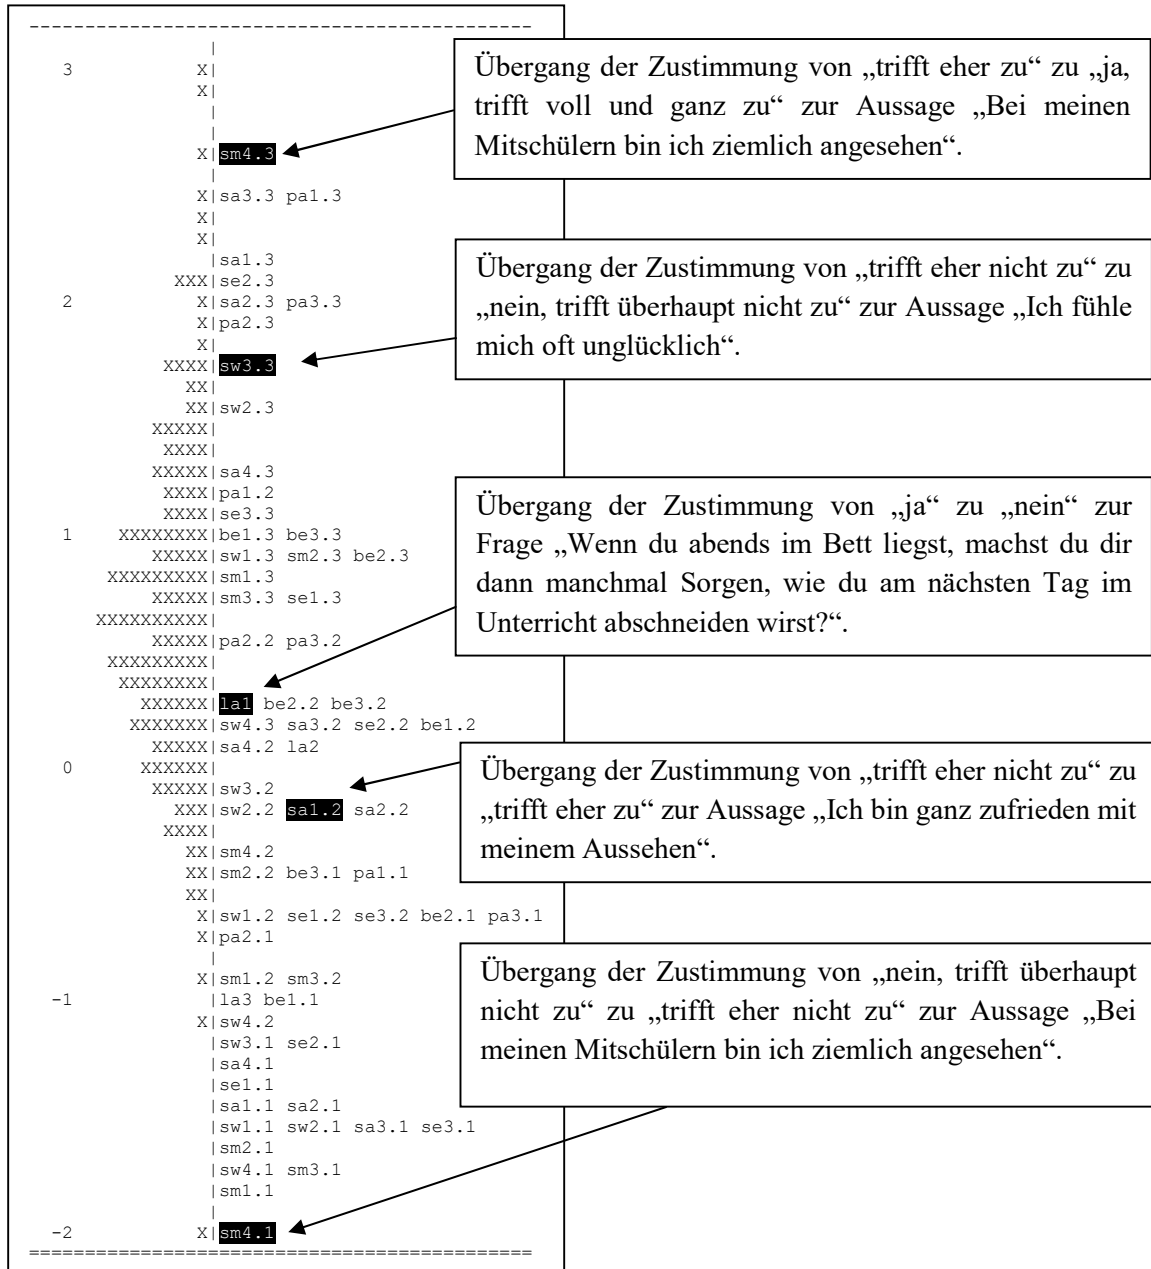 ---------------------------------------------
|
3 X|
X|
|
|
X|sm4.3
|
X|sa3.3 pa1.3
X|
X|
|sa1.3
XXX|se2.3
2 X|sa2.3 pa3.3
X|pa2.3
X|
XXXX|sw3.3
XX|
XX|sw2.3
XXXXX|
XXXX|
XXXXX|sa4.3
XXXX|pa1.2
XXXX|se3.3
1 XXXXXXXX|be1.3 be3.3
XXXXX|sw1.3 sm2.3 be2.3
XXXXXXXXX|sm1.3
XXXXX|sm3.3 se1.3
XXXXXXXXXX|
XXXXX|pa2.2 pa3.2
XXXXXXXXX|
XXXXXXXX|
XXXXXX|la1 be2.2 be3.2
XXXXXXX|sw4.3 sa3.2 se2.2 be1.2
XXXXX|sa4.2 la2
0 XXXXXX|
XXXXX|sw3.2
XXX|sw2.2 sa1.2 sa2.2
XXXX|
XX|sm4.2
XX|sm2.2 be3.1 pa1.1
XX|
X|sw1.2 se1.2 se3.2 be2.1 pa3.1
X|pa2.1
|
X|sm1.2 sm3.2
-1 |la3 be1.1
X|sw4.2
|sw3.1 se2.1
|sa4.1
|se1.1
|sa1.1 sa2.1
|sw1.1 sw2.1 sa3.1 se3.1
|sm2.1
|sw4.1 sm3.1
|sm1.1
|
-2 X|sm4.1
=============================================
Übergang der Zustimmung von „trifft eher zu“ zu „ja,
trifft voll und ganz zu“ zur Aussage „Bei meinen
Mitschülern bin ich ziemlich angesehen“.
Übergang der Zustimmung von „trifft eher nicht zu“ zu
„nein, trifft überhaupt nicht zu“ zur Aussage „Ich fühle
mich oft unglücklich“.
Übergang der Zustimmung von „ja“ zu „nein“ zur
Frage „Wenn du abends im Bett liegst, machst du dir
dann manchmal Sorgen, wie du am nächsten Tag im
Unterricht abschneiden wirst?“.
Übergang der Zustimmung von „trifft eher nicht zu“ zu
„trifft eher zu“ zur Aussage „Ich bin ganz zufrieden mit
meinem Aussehen“.
Übergang der Zustimmung von „nein, trifft überhaupt
nicht zu“ zu „trifft eher nicht zu“ zur Aussage „Bei
meinen Mitschülern bin ich ziemlich angesehen“.